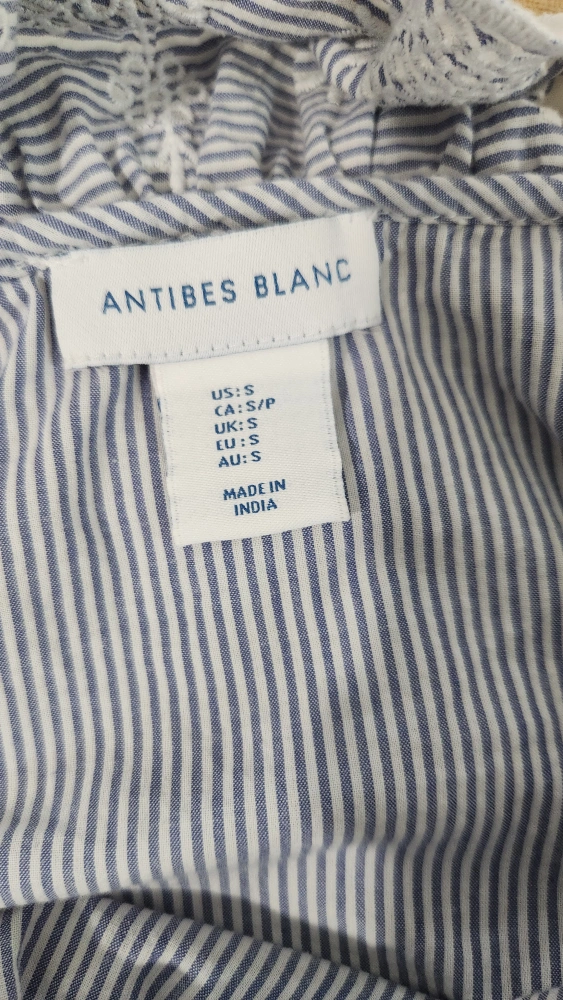 ANTIBES BLANC
US: S
CA: S/P
UK: S
EU: S
AU: S
MADE IN
INDIA